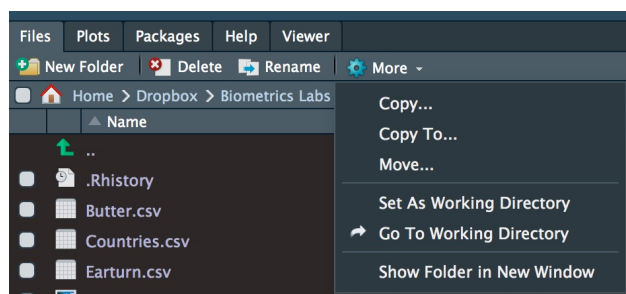 Files Plots Packages Help Viewer
New Folder Delete Rename More
Home > Dropbox > Biometrics Labs
Name
..
.Rhistory
Butter.csv
Countries.csv
Earturn.csv
Copy...
Copy To...
Move...
Set As Working Directory
Go To Working Directory
Show Folder in New Window